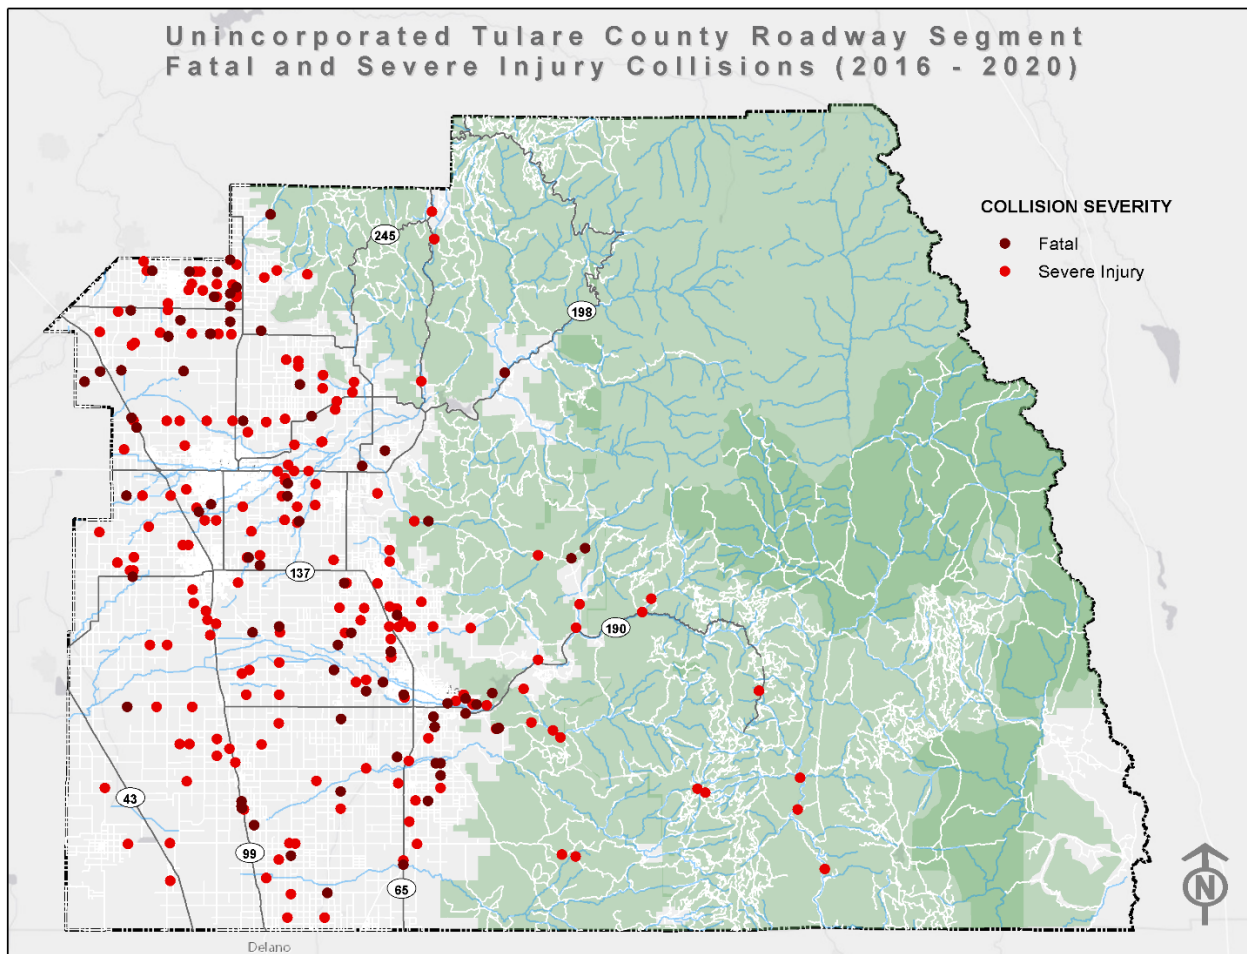 Unincorporated Tulare County Roadway Segment
Fatal and Severe Injury Collisions (2016 - 2020)
COLLISION SEVERITY
Fatal
Severe Injury
245
198
137
190
43
99
65
N
Delano